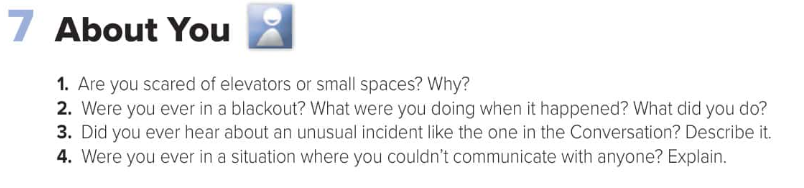 7 About You
1. Are you scared of elevators or small spaces? Why?
2. Were you ever in a blackout? What were you doing when it happened? What did you do?
3. Did you ever hear about an unusual incident like the one in the Conversation? Describe it.
4. Were you ever in a situation where you couldn't communicate with anyone? Explain.